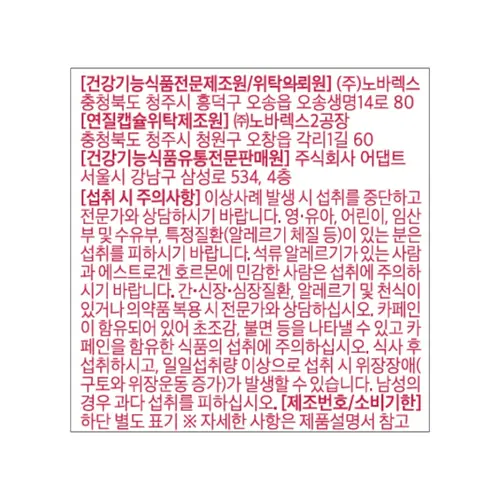 [건강기능식품전문제조원/위탁의뢰원] (주)노바렉스
충청북도 청주시 흥덕구 오송읍 오송생명14로 80
[연질캡슐위탁제조원] ㈜노바렉스2공장
충청북도 청주시 청원구 오창읍 각리1길 60
[건강기능식품유통전문판매원] 주식회사 어댑트
서울시 강남구 삼성로 534, 4층
[섭취 시 주의사항] 이상사례 발생 시 섭취를 중단하고
전문가와 상담하시기 바랍니다. 영·유아, 어린이, 임산
부 및 수유부, 특정질환(알레르기 체질 등)이 있는 분은
섭취를 피하시기 바랍니다. 석류 알레르기가 있는 사람
과 에스트로겐 호르몬에 민감한 사람은 섭취에 주의하
시기 바랍니다. 간·신장·심장질환, 알레르기 및 천식이
있거나 의약품 복용 시 전문가와 상담하십시오. 카페인
이 함유되어 있어 초조감, 불면 등을 나타낼 수 있고 카
페인을 함유한 식품의 섭취에 주의하십시오. 식사 후
섭취하시고, 일일섭취량 이상으로 섭취 시 위장장애(
구토와 위장운동 증가)가 발생할 수 있습니다. 남성의
경우 과다 섭취를 피하십시오. [제조번호/소비기한]
하단 별도 표기 ※ 자세한 사항은 제품설명서 참고